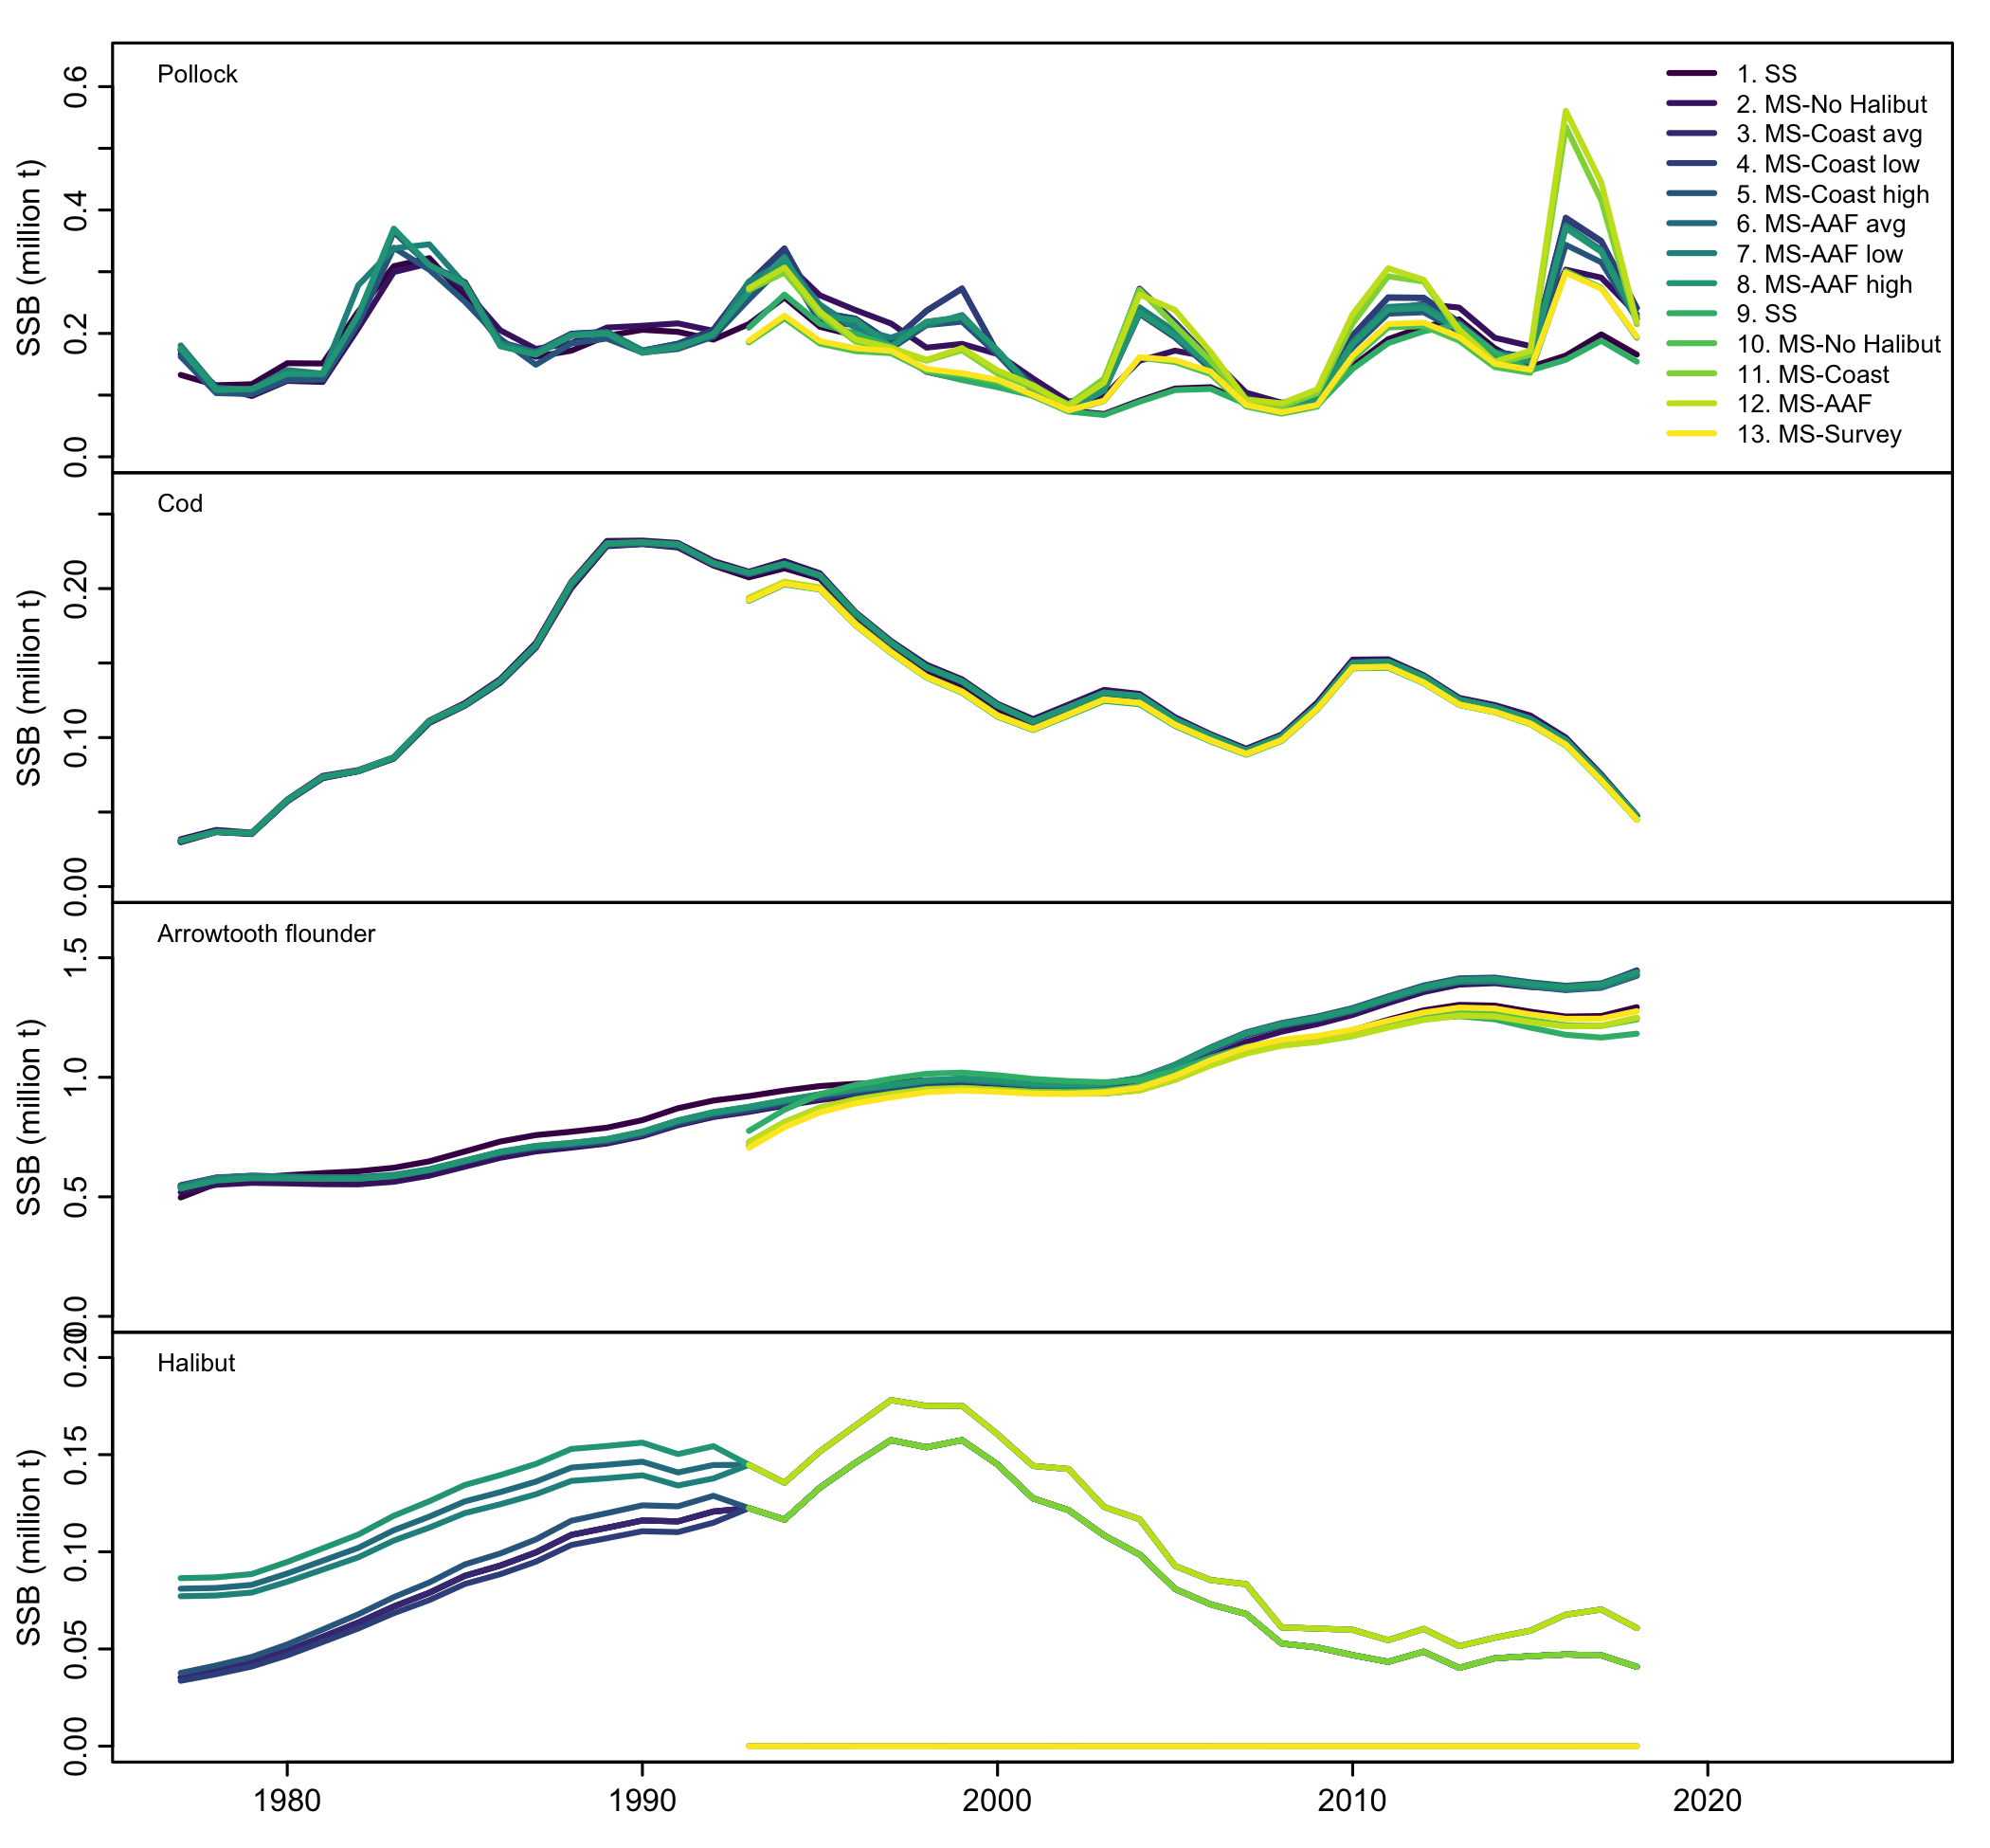 Pollock
SSB (million t)
0.6
0.4
0.2
0.0
1. SS
2. MS-No Halibut
3. MS-Coast avg
4. MS-Coast low
5. MS-Coast high
6. MS-AAF avg
7. MS-AAF low
8. MS-AAF high
9. SS
10. MS-No Halibut
11. MS-Coast
12. MS-AAF
13. MS-Survey
Cod
SSB (million t)
0.20
0.10
0.00
Arrowtooth flounder
SSB (million t)
1.5
1.0
0.5
0.0
Halibut
SSB (million t)
0.20
0.15
0.10
0.05
0.00
1980 1990 2000 2010 2020